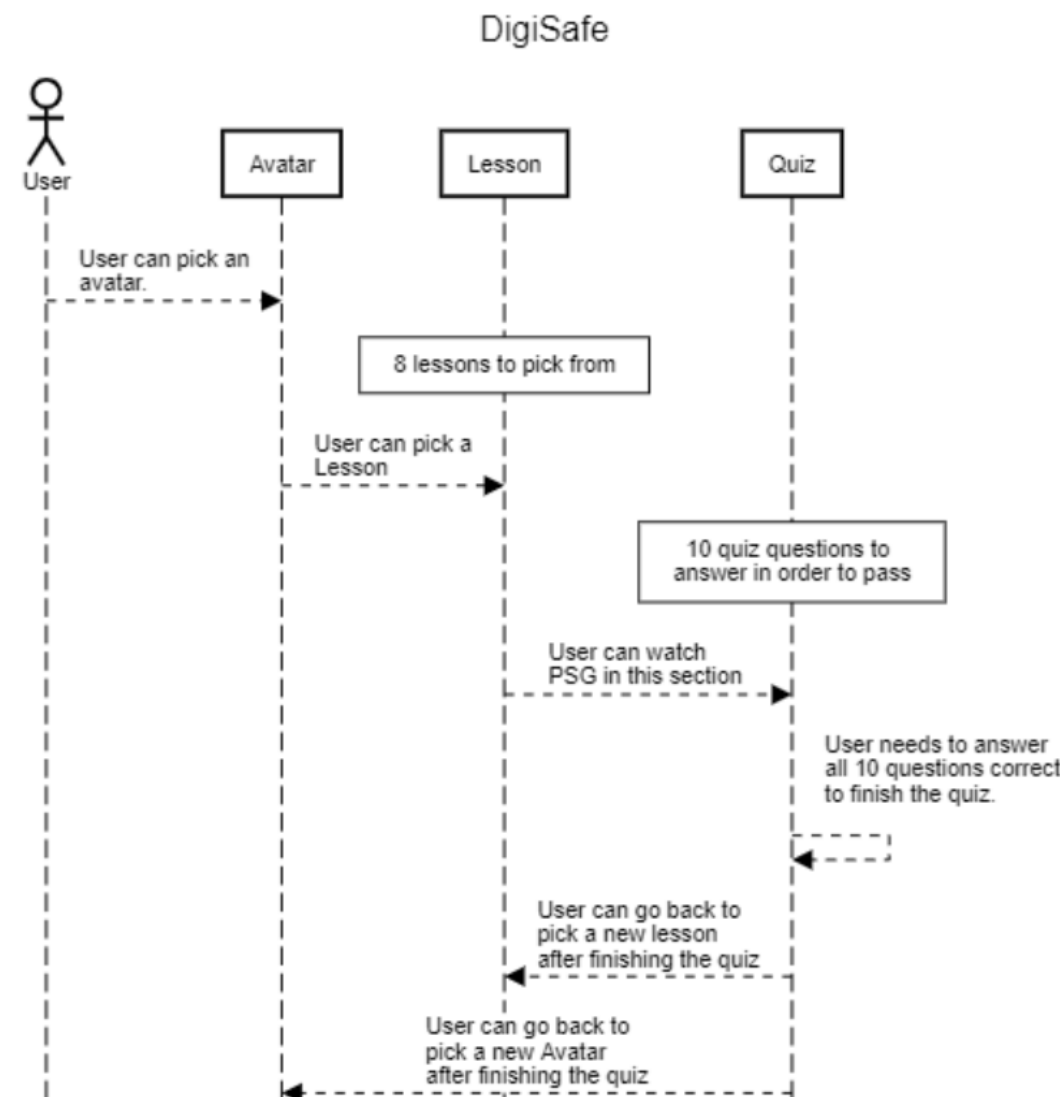 DigiSafe
User
Avatar
Lesson
Quiz
User can pick an
avatar.
8 lessons to pick from
User can pick a
Lesson
10 quiz questions to
answer in order to pass
User can watch
PSG in this section
User needs to answer
all 10 questions correct
to finish the quiz.
User can go back to
pick a new lesson
after finishing the quiz
User can go back to
pick a new Avatar
after finishing the quiz